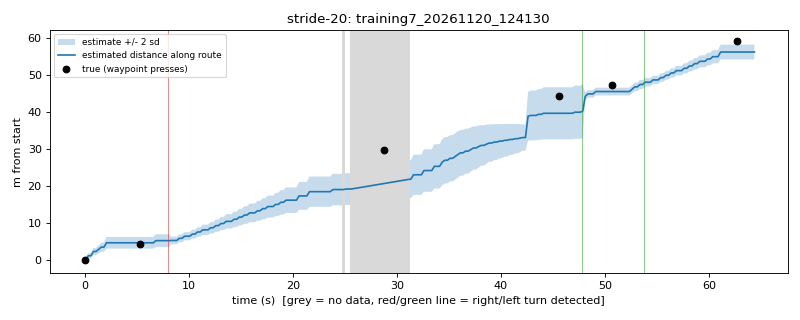 stride-20: training7_20261120_124130
estimate +/- 2 sd
estimated distance along route
true (waypoint presses)
m from start
60
50
40
30
20
10
0
0 10 20 30 40 50 60
time (s)  [grey = no data, red/green line = right/left turn detected]